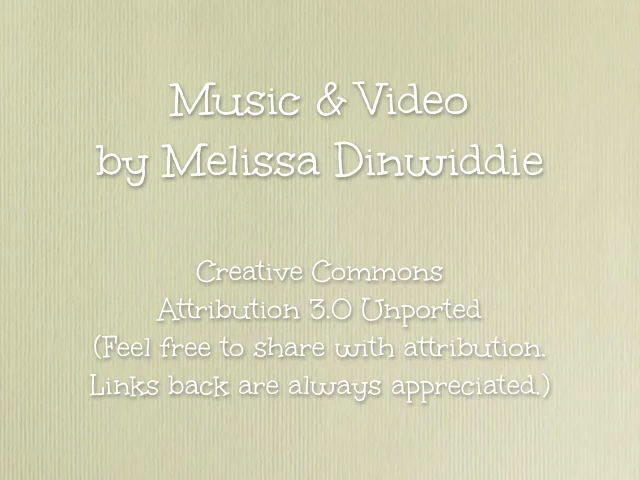 Music & Video
by Melissa Dinwiddie
Creative Commons
Attribution 3.0 Unported
(Feel free to share with attribution.
Links back are always appreciated.)